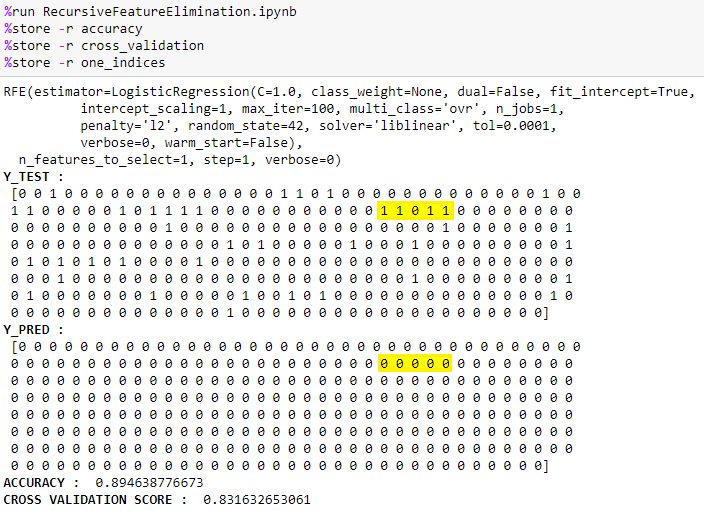 %run RecursiveFeatureElimination.ipynb
%store -r accuracy
%store -r cross_validation
%store -r one_indices
RFE(estimator=LogisticRegression(C=1.0, class_weight=None, dual=False, fit_intercept=True,
intercept_scaling=1, max_iter=100, multi_class='ovr', n_jobs=1,
penalty='l2', random_state=42, solver='liblinear', tol=0.0001,
verbose=0, warm_start=False),
n_features_to_select=1, step=1, verbose=0)
Y_TEST :
[0 0 1 0 0 0 0 0 0 0 0 0 0 0 0 0 0 1 1 0 1 0 0 0 0 0 0 0 0 0 0 0 0 0 1 0 0
1 1 0 0 0 0 0 1 0 1 1 1 1 0 0 0 0 0 0 0 0 0 0 0 1 1 0 1 1 0 0 0 0 0 0 0 0
0 0 0 0 0 0 0 0 0 0 1 0 0 0 0 0 0 0 0 0 0 0 0 0 0 0 0 0 1 0 0 0 0 0 0 0 1
0 0 0 0 0 0 0 0 0 0 0 0 0 0 1 0 1 0 0 0 0 0 1 0 0 0 1 0 0 0 0 0 0 0 0 0 1
0 1 0 1 0 1 0 1 0 0 0 0 1 0 0 0 0 0 0 0 0 0 0 0 0 0 0 0 0 0 0 0 0 0 0 0 0
0 0 0 1 0 0 0 0 0 0 0 0 0 0 0 0 0 0 0 0 0 0 0 0 0 0 1 0 0 0 0 0 0 0 0 0 1
0 1 0 0 0 0 0 0 0 1 0 0 0 0 0 1 0 0 1 0 1 0 0 0 0 0 0 0 0 0 0 0 0 0 0 1 0
0 0 0 0 0 0 0 0 0 0 0 0 0 0 1 0 0 0 0 0 0 0 0 0 0 0 0 0 0 0 0 0 0 0 0]
Y_PRED :
[0 0 0 0 0 0 0 0 0 0 0 0 0 0 0 0 0 0 0 0 0 0 0 0 0 0 0 0 0 0 0 0 0 0 0 0 0
0 0 0 0 0 0 0 0 0 0 0 0 0 0 0 0 0 0 0 0 0 0 0 0 0 0 0 0 0 0 0 0 0 0 0 0 0
0 0 0 0 0 0 0 0 0 0 0 0 0 0 0 0 0 0 0 0 0 0 0 0 0 0 0 0 0 0 0 0 0 0 0 0 0
0 0 0 0 0 0 0 0 0 0 0 0 0 0 0 0 0 0 0 0 0 0 0 0 0 0 0 0 0 0 0 0 0 0 0 0 0
0 0 0 0 0 0 0 0 0 0 0 0 0 0 0 0 0 0 0 0 0 0 0 0 0 0 0 0 0 0 0 0 0 0 0 0 0
0 0 0 0 0 0 0 0 0 0 0 0 0 0 0 0 0 0 0 0 0 0 0 0 0 0 0 0 0 0 0 0 0 0 0 0 0
0 0 0 0 0 0 0 0 0 0 0 0 0 0 0 0 0 0 0 0 0 0 0 0 0 0 0 0 0 0 0 0 0 0 0 0 0
0 0 0 0 0 0 0 0 0 0 0 0 0 0 0 0 0 0 0 0 0 0 0 0 0 0 0 0 0 0 0 0 0 0 0]
ACCURACY : 0.894638776673
CROSS VALIDATION SCORE : 0.831632653061